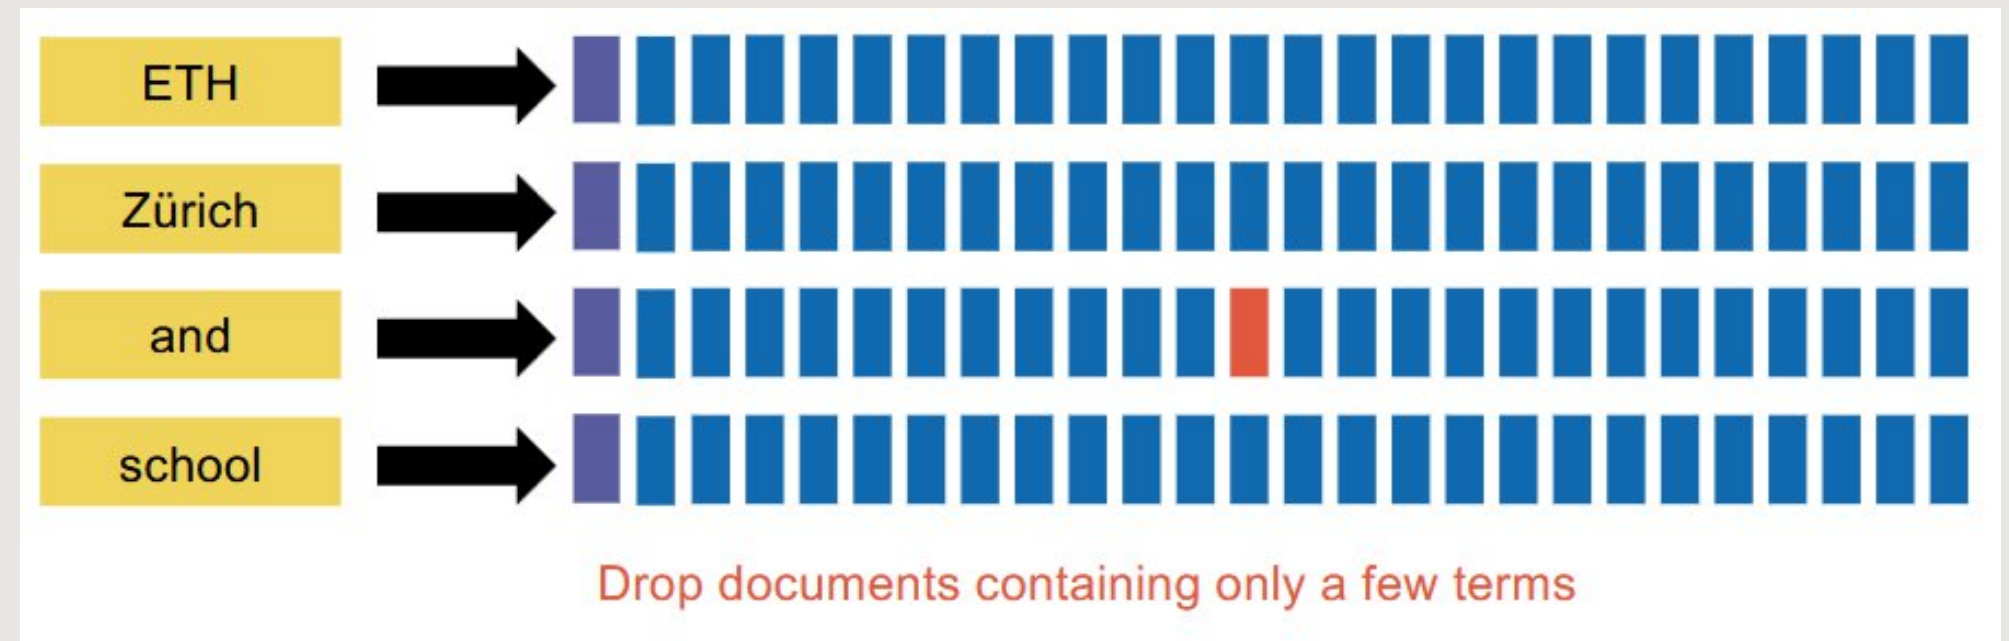 ETH
Zürich
and
school
Drop documents containing only a few terms